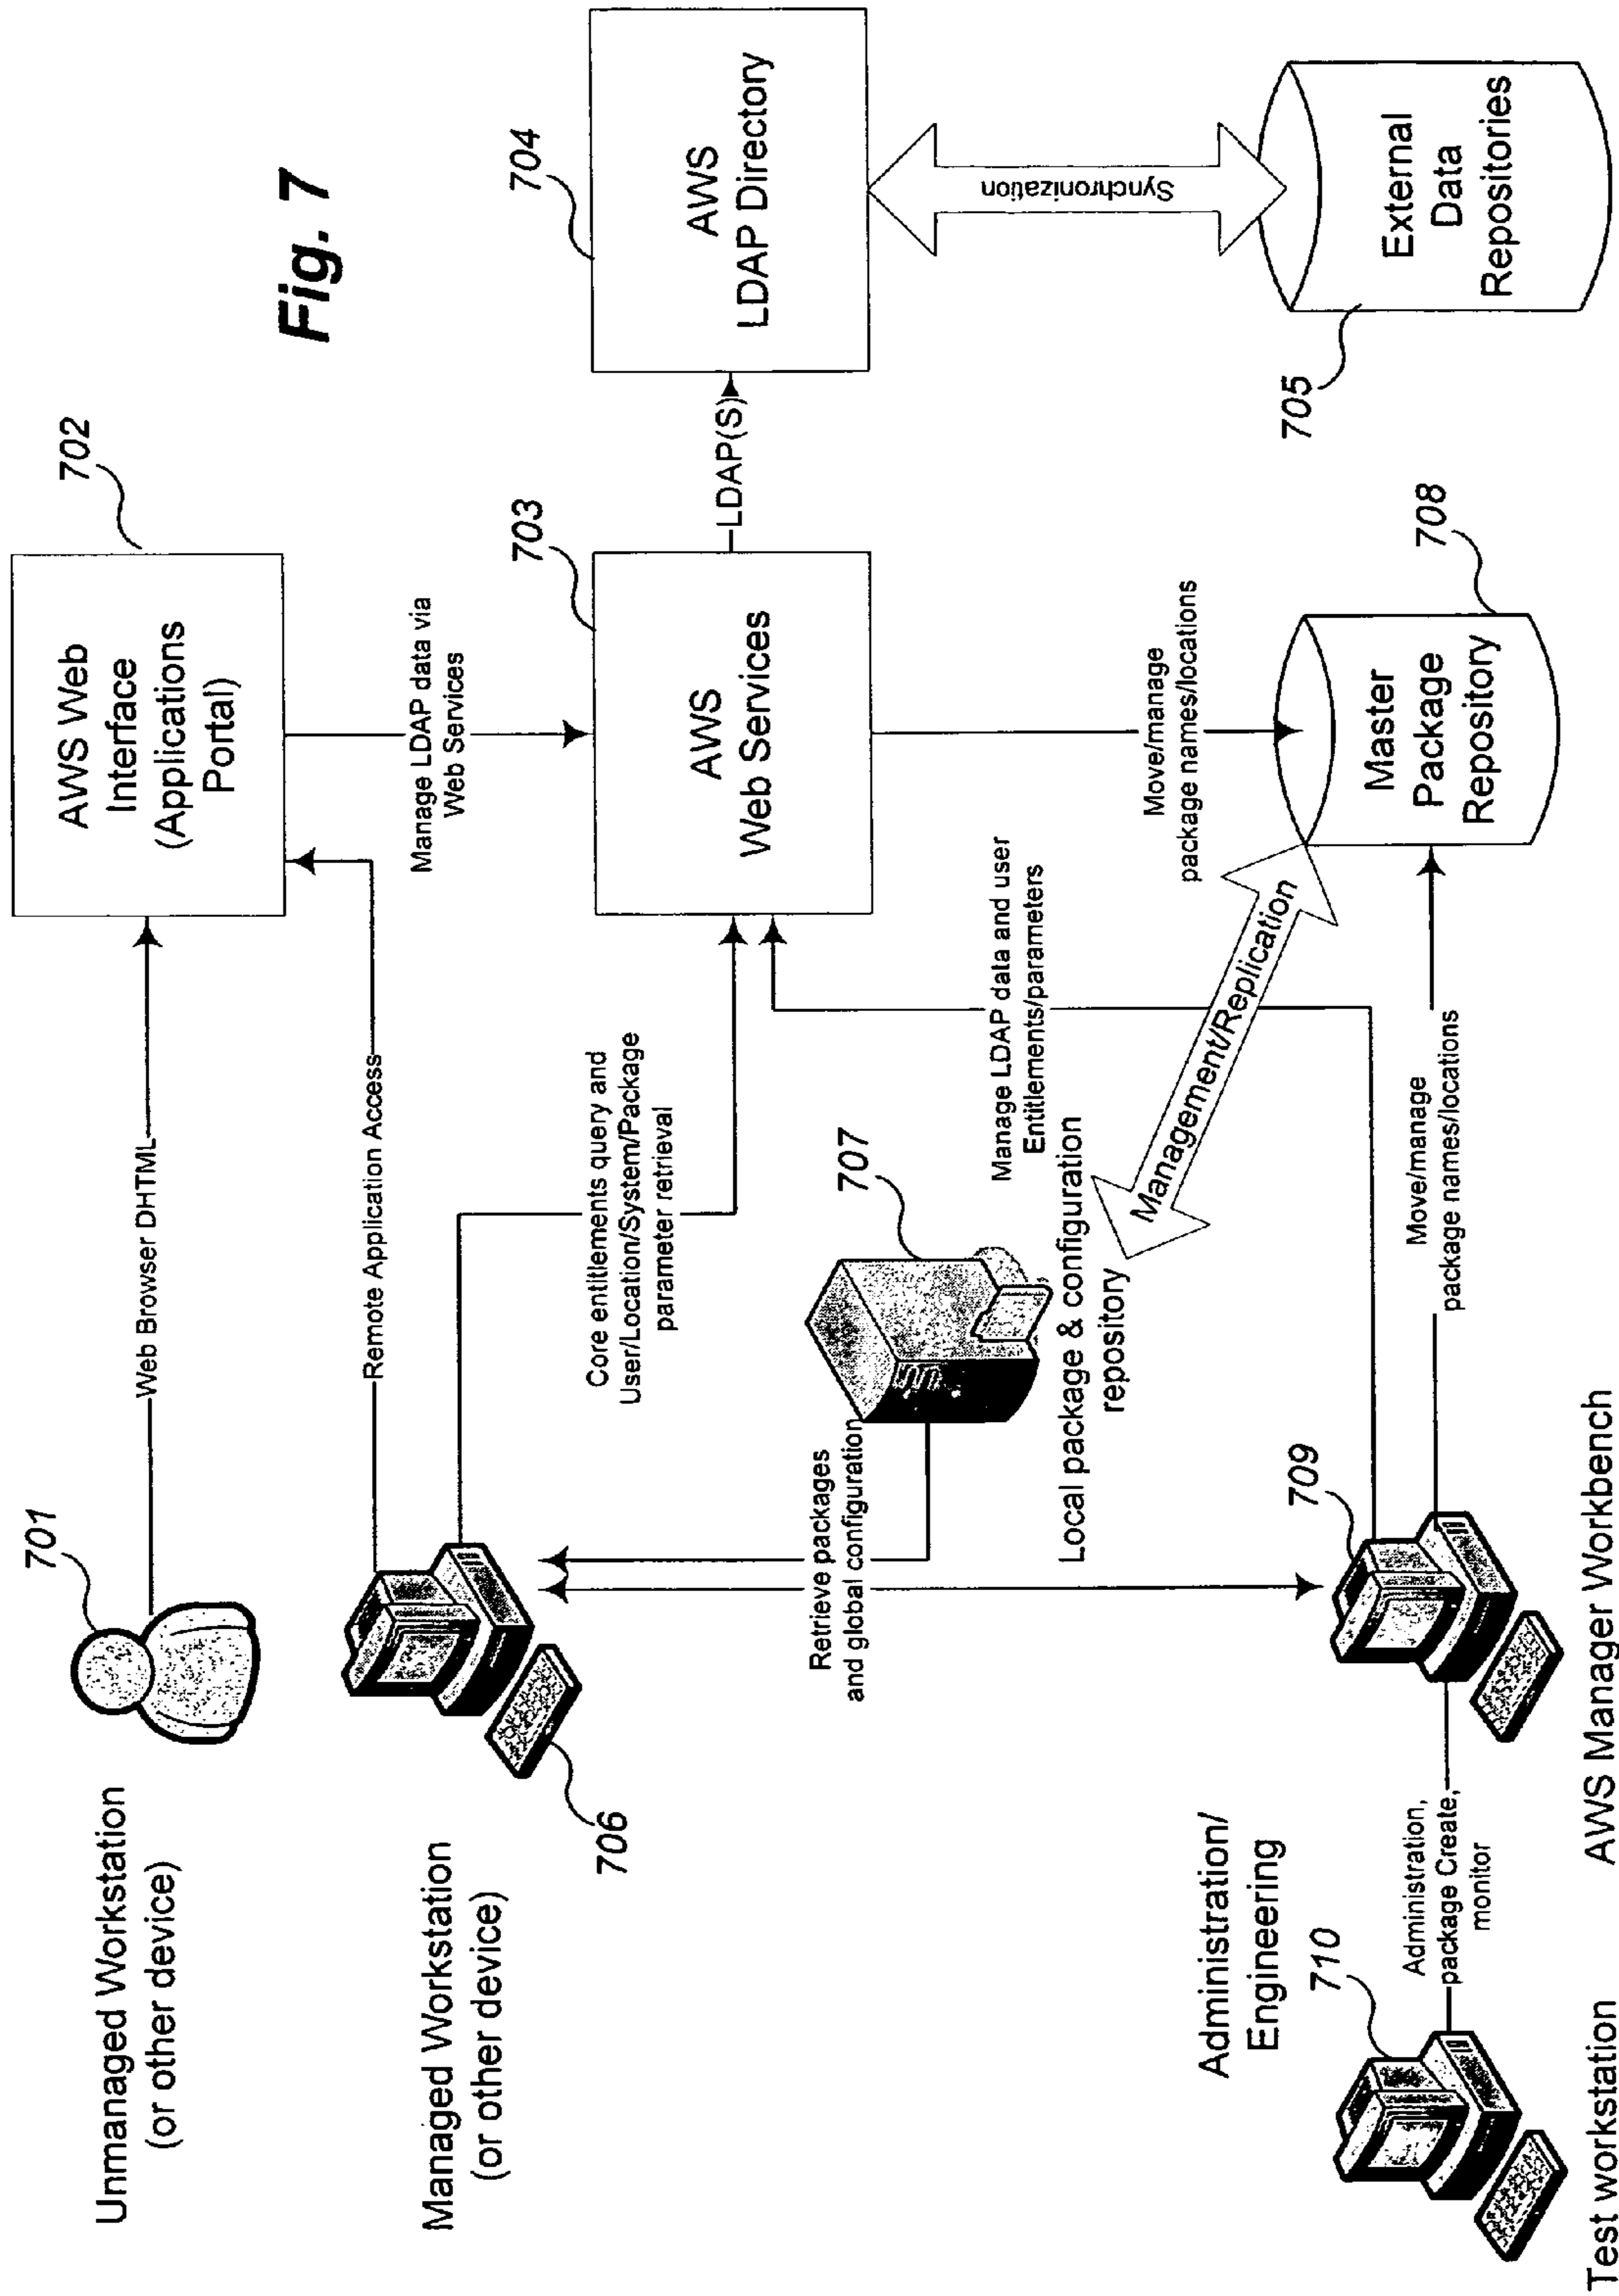 Fig. 7
Unmanaged Workstation
(or other device)
701
Web Browser DHTML
AWS Web
Interface
(Applications
Portal)
702
Managed Workstation
(or other device)
706
Remote Application Access
Manage LDAP data via
Web Services
Core entitlements query and
User/Location/System/Package
parameter retrieval
AWS
Web Services
703
LDAP(S)
AWS
LDAP Directory
704
Synchronization
External
Data
Repositories
705
Retrieve packages
and global configuration
707
Local package & configuration
repository
Manage LDAP data and user
Entitlements/parameters
Management/Replication
Move/manage
package names/locations
Master
Package
Repository
708
Administration/
Engineering
710
Test workstation
Administration,
package Create,
monitor
709
AWS Manager Workbench
Move/manage
package names/locations